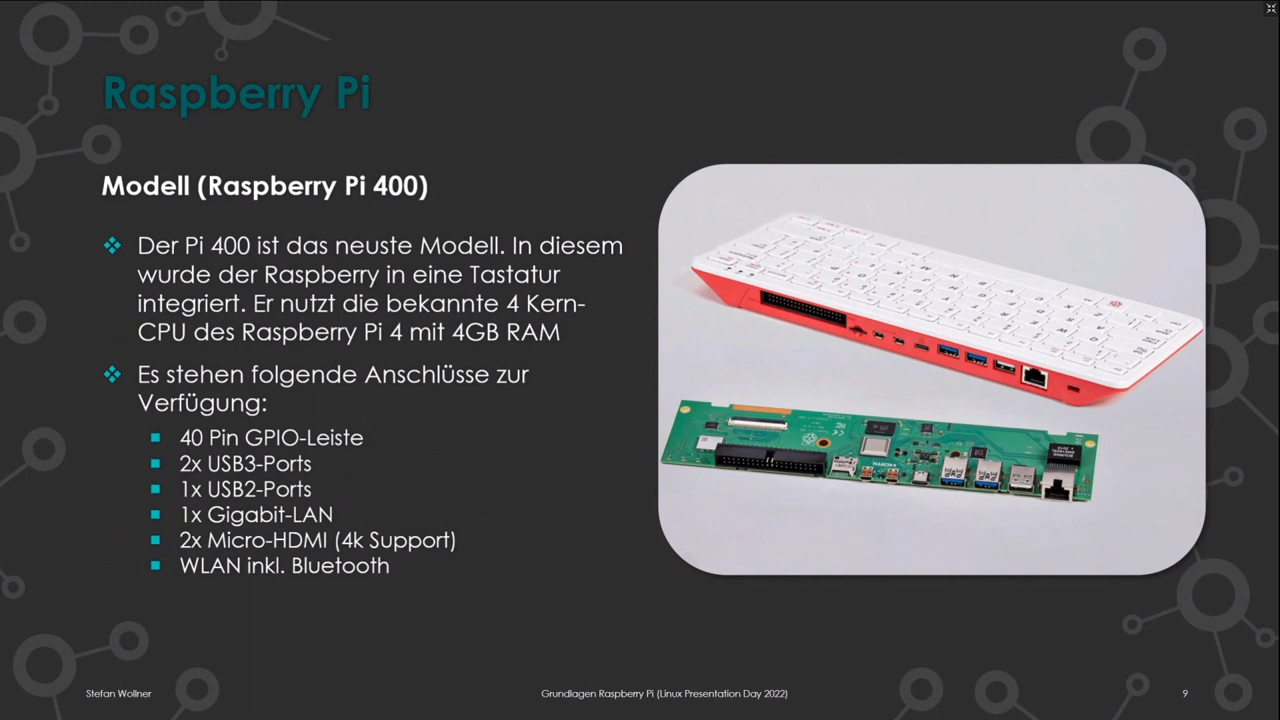 Raspberry Pi
Modell (Raspberry Pi 400)
Der Pi 400 ist das neuste Modell. In diesem
wurde der Raspberry in eine Tastatur
integriert. Er nutzt die bekannte 4 Kern-
CPU des Raspberry Pi 4 mit 4GB RAM
Es stehen folgende Anschlüsse zur
Verfügung:
40 Pin GPIO-Leiste
2x USB3-Ports
1x USB2-Ports
1x Gigabit-LAN
2x Micro-HDMI (4k Support)
WLAN inkl. Bluetooth
HDMI
Stefan Wollner
Grundlagen Raspberry Pi (Linux Presentation Day 2022)
9